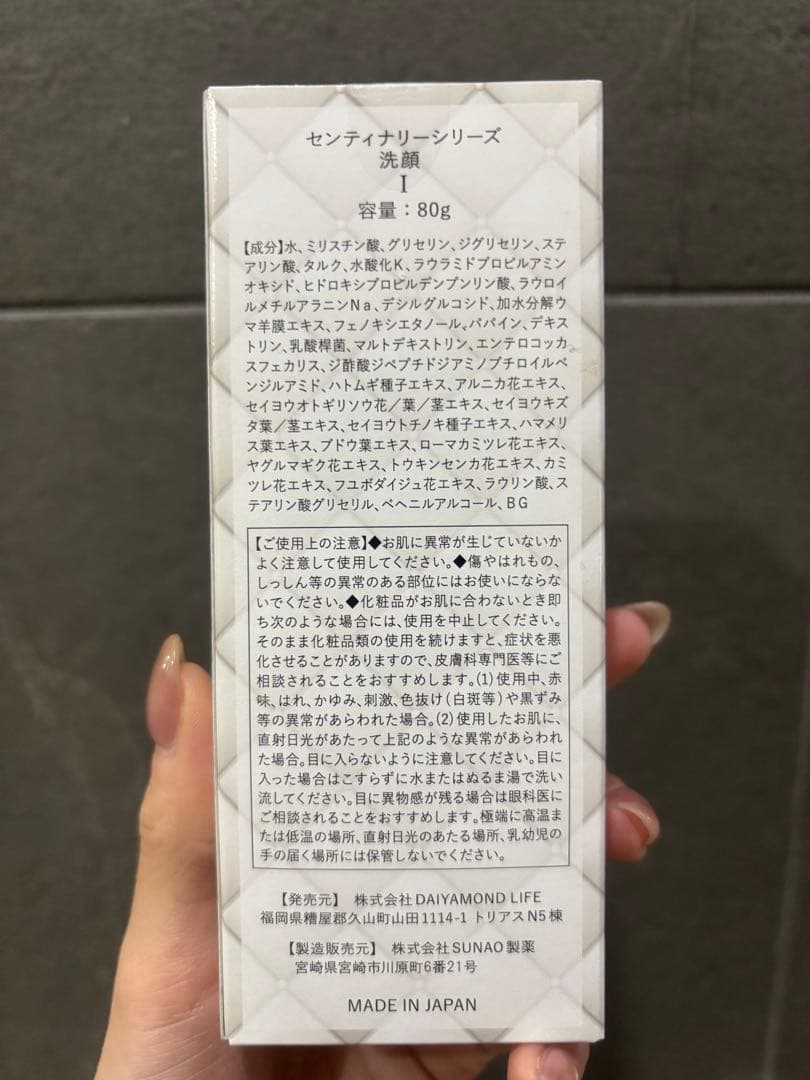 センティナリーシリーズ
洗顔
I
容量：80g
【成分】水、ミリスチン酸、グリセリン、ジグリセリン、ステ
アリン酸、タルク、水酸化K、ラウラミドプロピルアミン
オキシド、ヒドロキシプロピルデンプンリン酸、ラウロイ
ルメチルアラニンNa、デシルグルコシド、加水分解ウ
マ羊膜エキス、フェノキシエタノール、パパイン、デキス
トリン、乳酸桿菌、マルトデキストリン、エンテロコッカ
スフェカリス、ジ酢酸ジペプチドジアミノブチロイルベ
ンジルアミド、ハトムギ種子エキス、アルニカ花エキス、
セイヨウオトギリソウ花／葉／茎エキス、セイヨウキズ
タ葉／茎エキス、セイヨウトチノキ種子エキス、ハマメリ
ス葉エキス、ブドウ葉エキス、ローマカミツレ花エキス、
ヤグルマギク花エキス、トウキンセンカ花エキス、カミ
ツレ花エキス、フユボダイジュ花エキス、ラウリン酸、ス
テアリン酸グリセリル、ベヘニルアルコール、BG
【ご使用上の注意】◆お肌に異常が生じていないか
よく注意して使用してください。◆傷やはれもの、
しっしん等の異常のある部位にはお使いにならな
いでください。◆化粧品がお肌に合わないとき即
ち次のような場合には、使用を中止してください。
そのまま化粧品類の使用を続けますと、症状を悪
化させることがありますので、皮膚科専門医等にご
相談されることをおすすめします。(1)使用中、赤
味、はれ、かゆみ、刺激、色抜け(白斑等)や黒ずみ
等の異常があらわれた場合。(2)使用したお肌に、
直射日光があたって上記のような異常があらわれ
た場合。目に入らないように注意してください。目に
入った場合はこすらずに水またはぬるま湯で洗い
流してください。目に異物感が残る場合は眼科医に
ご相談されることをおすすめします。極端に高温ま
たは低温の場所、直射日光のあたる場所、乳幼児の
手の届く場所には保管しないでください。
【発売元】 株式会社DAIYAMOND LIFE
福岡県糟屋郡久山町山田1114-1 トリアスN5棟
【製造販売元】 株式会社SUNAO製薬
宮崎県宮崎市川原町6番21号
MADE IN JAPAN